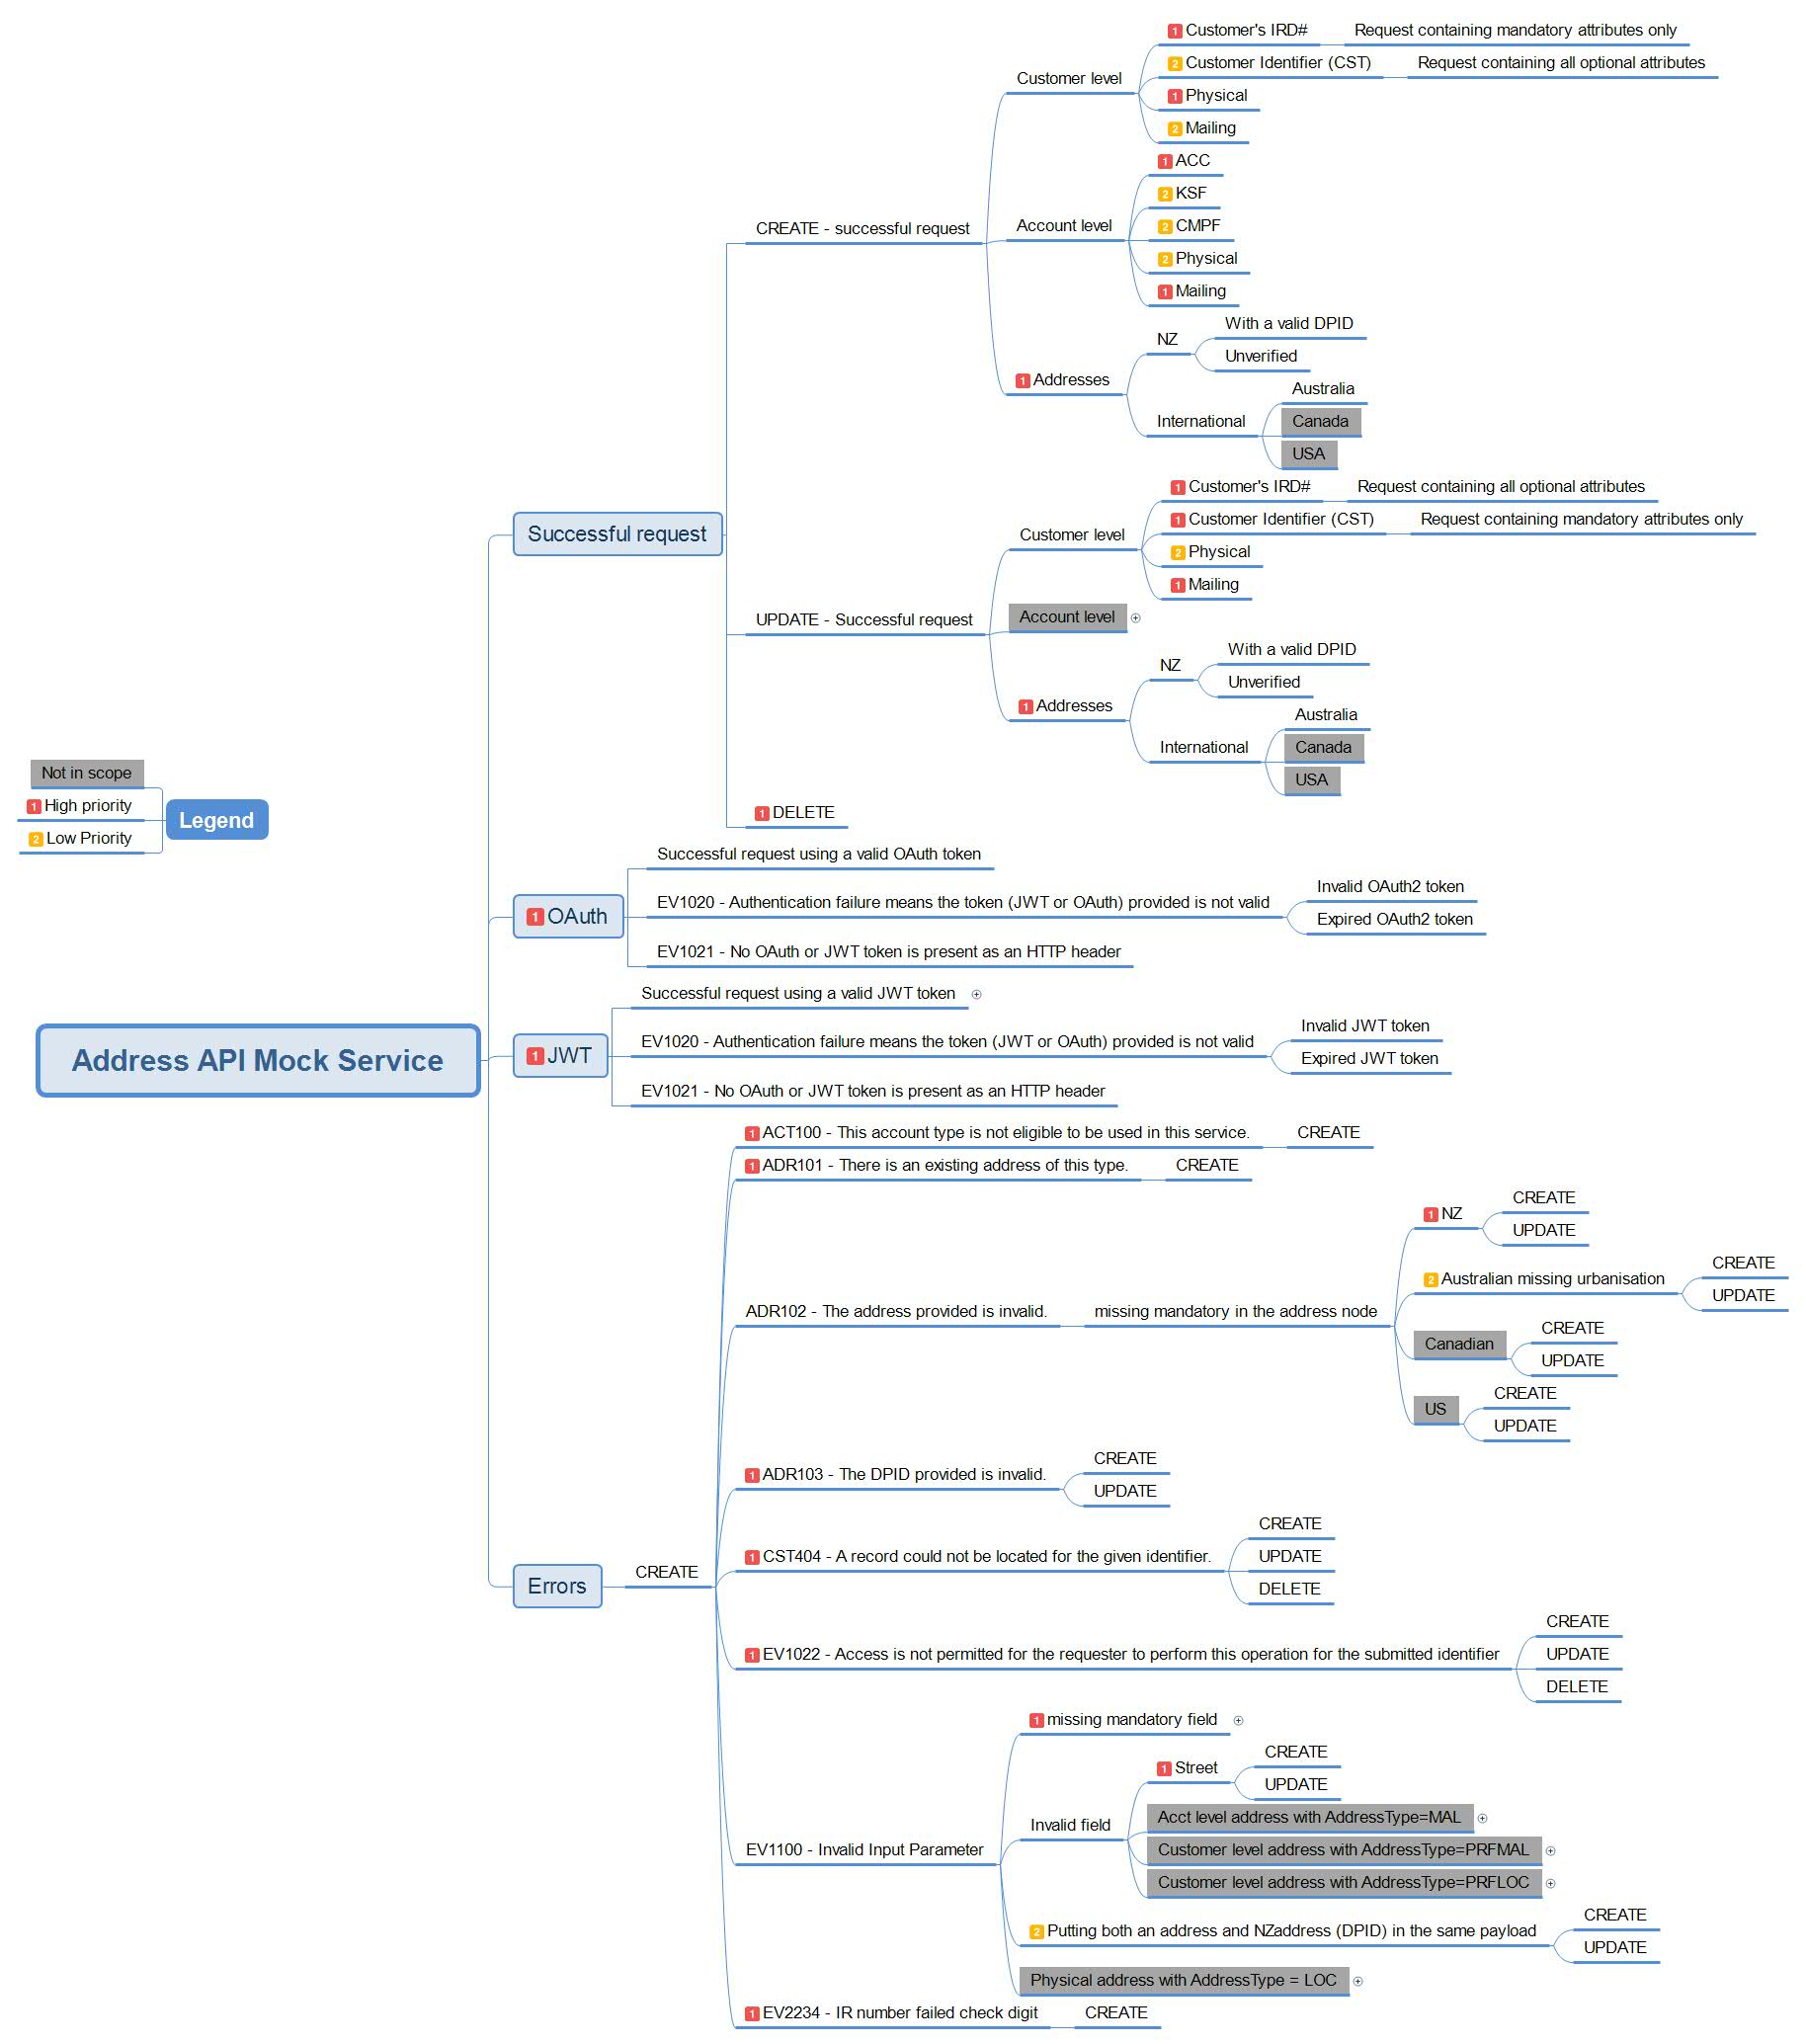 Address API Mock Service
Successful request
CREATE - successful request
Customer level
1 Customer's IRD#
Request containing mandatory attributes only
2 Customer Identifier (CST)
Request containing all optional attributes
1 Physical
2 Mailing
Account level
1 ACC
2 KSF
2 CMPF
2 Physical
1 Mailing
1 Addresses
NZ
With a valid DPID
Unverified
International
Australia
Canada
USA
UPDATE - Successful request
Customer level
1 Customer's IRD#
Request containing all optional attributes
1 Customer Identifier (CST)
Request containing mandatory attributes only
2 Physical
1 Mailing
Account level
1 Addresses
NZ
With a valid DPID
Unverified
International
Australia
Canada
USA
1 DELETE
1 OAuth
Successful request using a valid OAuth token
EV1020 - Authentication failure means the token (JWT or OAuth) provided is not valid
Invalid OAuth2 token
Expired OAuth2 token
EV1021 - No OAuth or JWT token is present as an HTTP header
1 JWT
Successful request using a valid JWT token
EV1020 - Authentication failure means the token (JWT or OAuth) provided is not valid
Invalid JWT token
Expired JWT token
EV1021 - No OAuth or JWT token is present as an HTTP header
Errors
CREATE
1 ACT100 - This account type is not eligible to be used in this service.
CREATE
1 ADR101 - There is an existing address of this type.
CREATE
ADR102 - The address provided is invalid.
missing mandatory in the address node
1 NZ
CREATE
UPDATE
2 Australian missing urbanisation
CREATE
UPDATE
Canadian
CREATE
UPDATE
US
CREATE
UPDATE
1 ADR103 - The DPID provided is invalid.
CREATE
UPDATE
1 CST404 - A record could not be located for the given identifier.
CREATE
UPDATE
DELETE
1 EV1022 - Access is not permitted for the requester to perform this operation for the submitted identifier
CREATE
UPDATE
DELETE
EV1100 - Invalid Input Parameter
1 missing mandatory field
Invalid field
1 Street
CREATE
UPDATE
Acct level address with AddressType=MAL
Customer level address with AddressType=PRFMAL
Customer level address with AddressType=PRFLOC
2 Putting both an address and NZaddress (DPID) in the same payload
CREATE
UPDATE
Physical address with AddressType = LOC
1 EV2234 - IR number failed check digit
CREATE
Legend
Not in scope
1 High priority
2 Low Priority